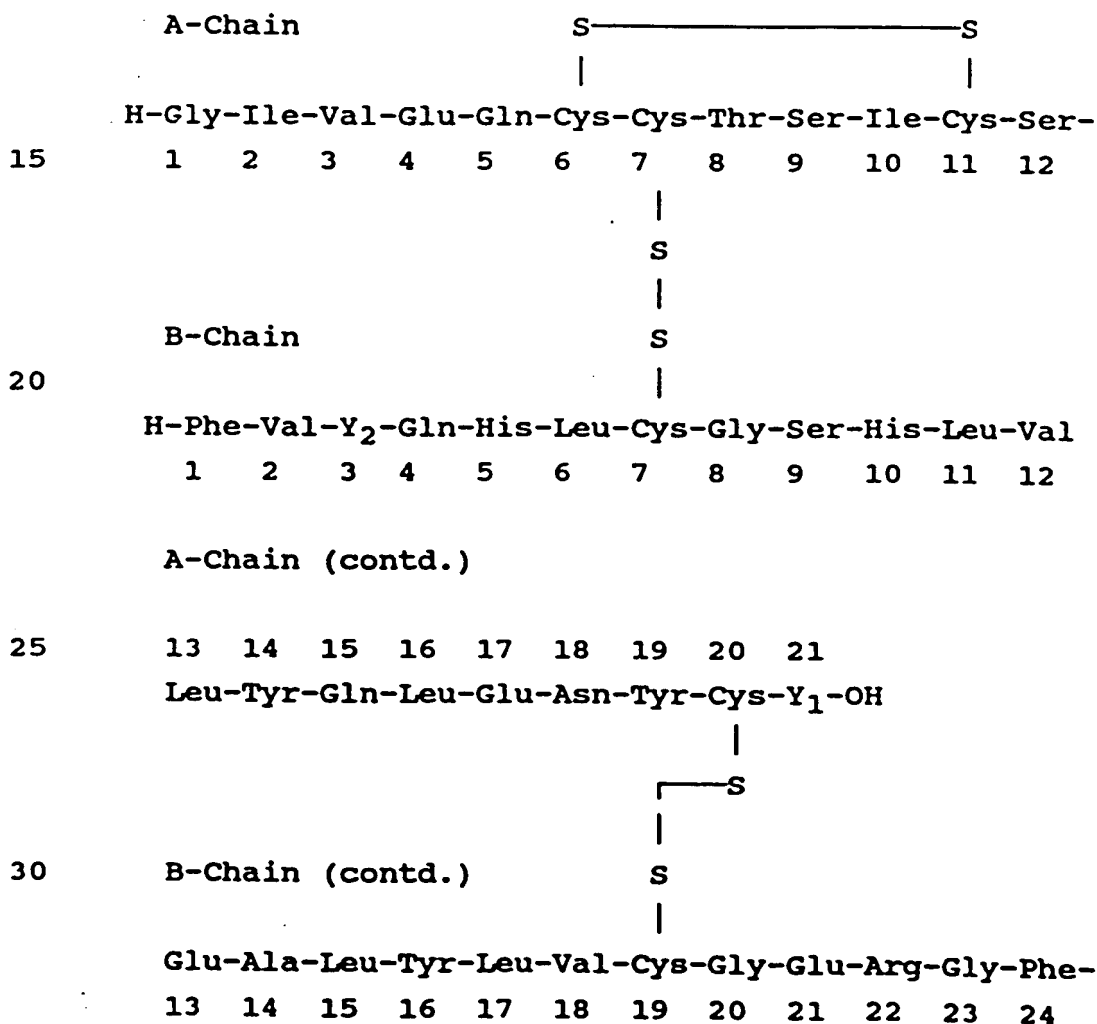 A-Chain S S
H-Gly-Ile-Val-Glu-Gln-Cys-Cys-Thr-Ser-Ile-Cys-Ser-
15 1 2 3 4 5 6 7 8 9 10 11 12
S
B-Chain S
20
H-Phe-Val-Y2-Gln-His-Leu-Cys-Gly-Ser-His-Leu-Val
1 2 3 4 5 6 7 8 9 10 11 12
A-Chain (contd.)
25 13 14 15 16 17 18 19 20 21
Leu-Tyr-Gln-Leu-Glu-Asn-Tyr-Cys-Y1-OH
S
30 B-Chain (contd.) S
Glu-Ala-Leu-Tyr-Leu-Val-Cys-Gly-Glu-Arg-Gly-Phe-
13 14 15 16 17 18 19 20 21 22 23 24